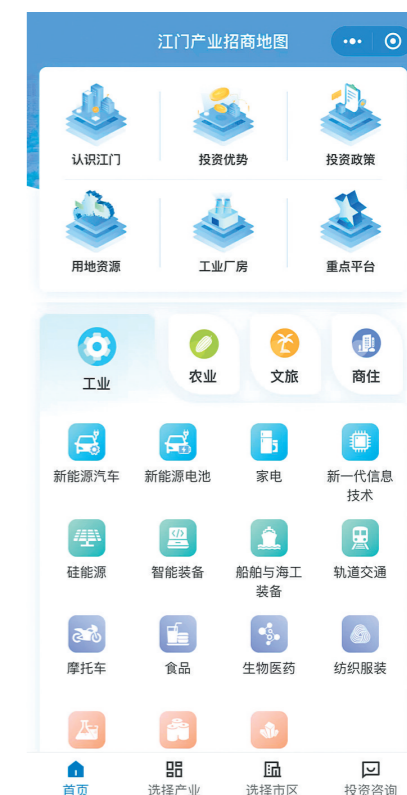 江门产业招商地图
认识江门 投资优势 投资政策
用地资源 工业厂房 重点平台
工业 农业 文旅 商住
新能源汽车 新能源电池 家电 新一代信息
技术
硅能源 智能装备 船舶与海工 轨道交通
装备
摩托车 食品 生物医药 纺织服装
首页 选择产业 选择市区 投资咨询